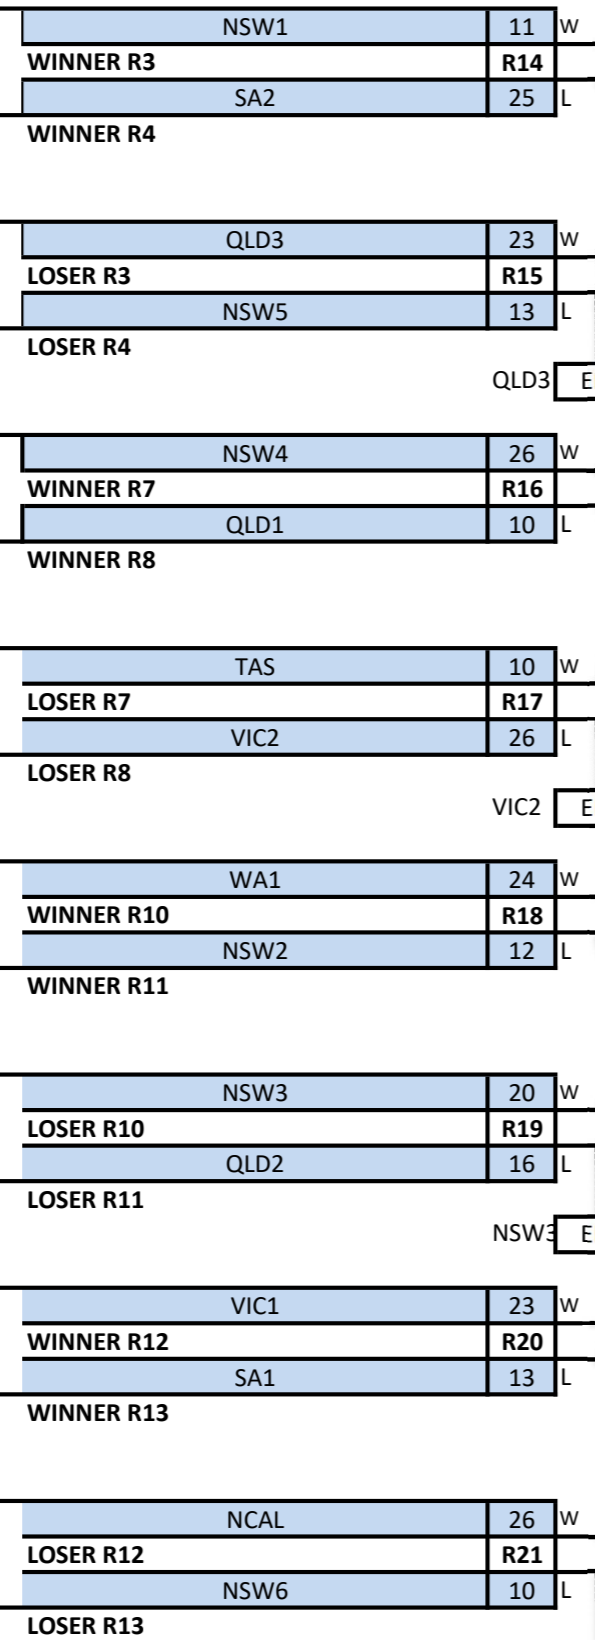 NSW1 11 W
WINNER R3 R14
SA2 25 L
WINNER R4
QLD3 23 W
LOSER R3 R15
NSW5 13 L
LOSER R4
QLD3 E
NSW4 26 W
WINNER R7 R16
QLD1 10 L
WINNER R8
TAS 10 W
LOSER R7 R17
VIC2 26 L
LOSER R8
VIC2 E
WA1 24 W
WINNER R10 R18
NSW2 12 L
WINNER R11
NSW3 20 W
LOSER R10 R19
QLD2 16 L
LOSER R11
NSW3 E
VIC1 23 W
WINNER R12 R20
SA1 13 L
WINNER R13
NCAL 26 W
LOSER R12 R21
NSW6 10 L
LOSER R13